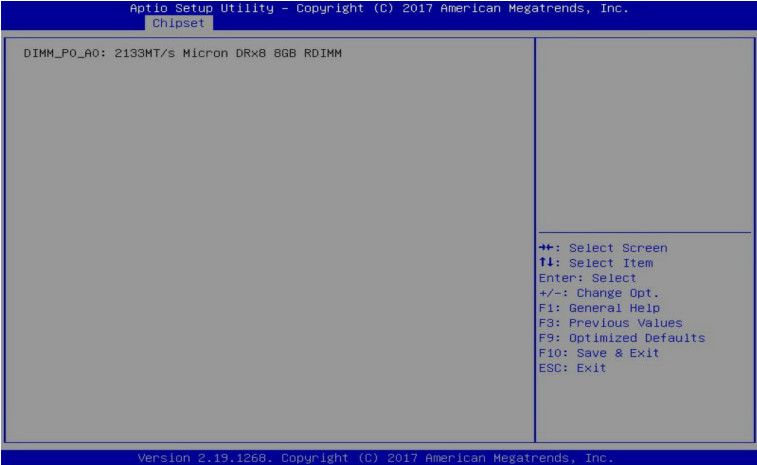 Aptio Setup Utility – Copyright (C) 2017 American Megatrends, Inc.
Chipset
DIMM_P0_A0: 2133MT/s Micron DRx8 8GB RDIMM
→←: Select Screen
↑↓: Select Item
Enter: Select
+/-: Change Opt.
F1: General Help
F3: Previous Values
F9: Optimized Defaults
F10: Save & Exit
ESC: Exit
Version 2.19.1268. Copyright (C) 2017 American Megatrends, Inc.